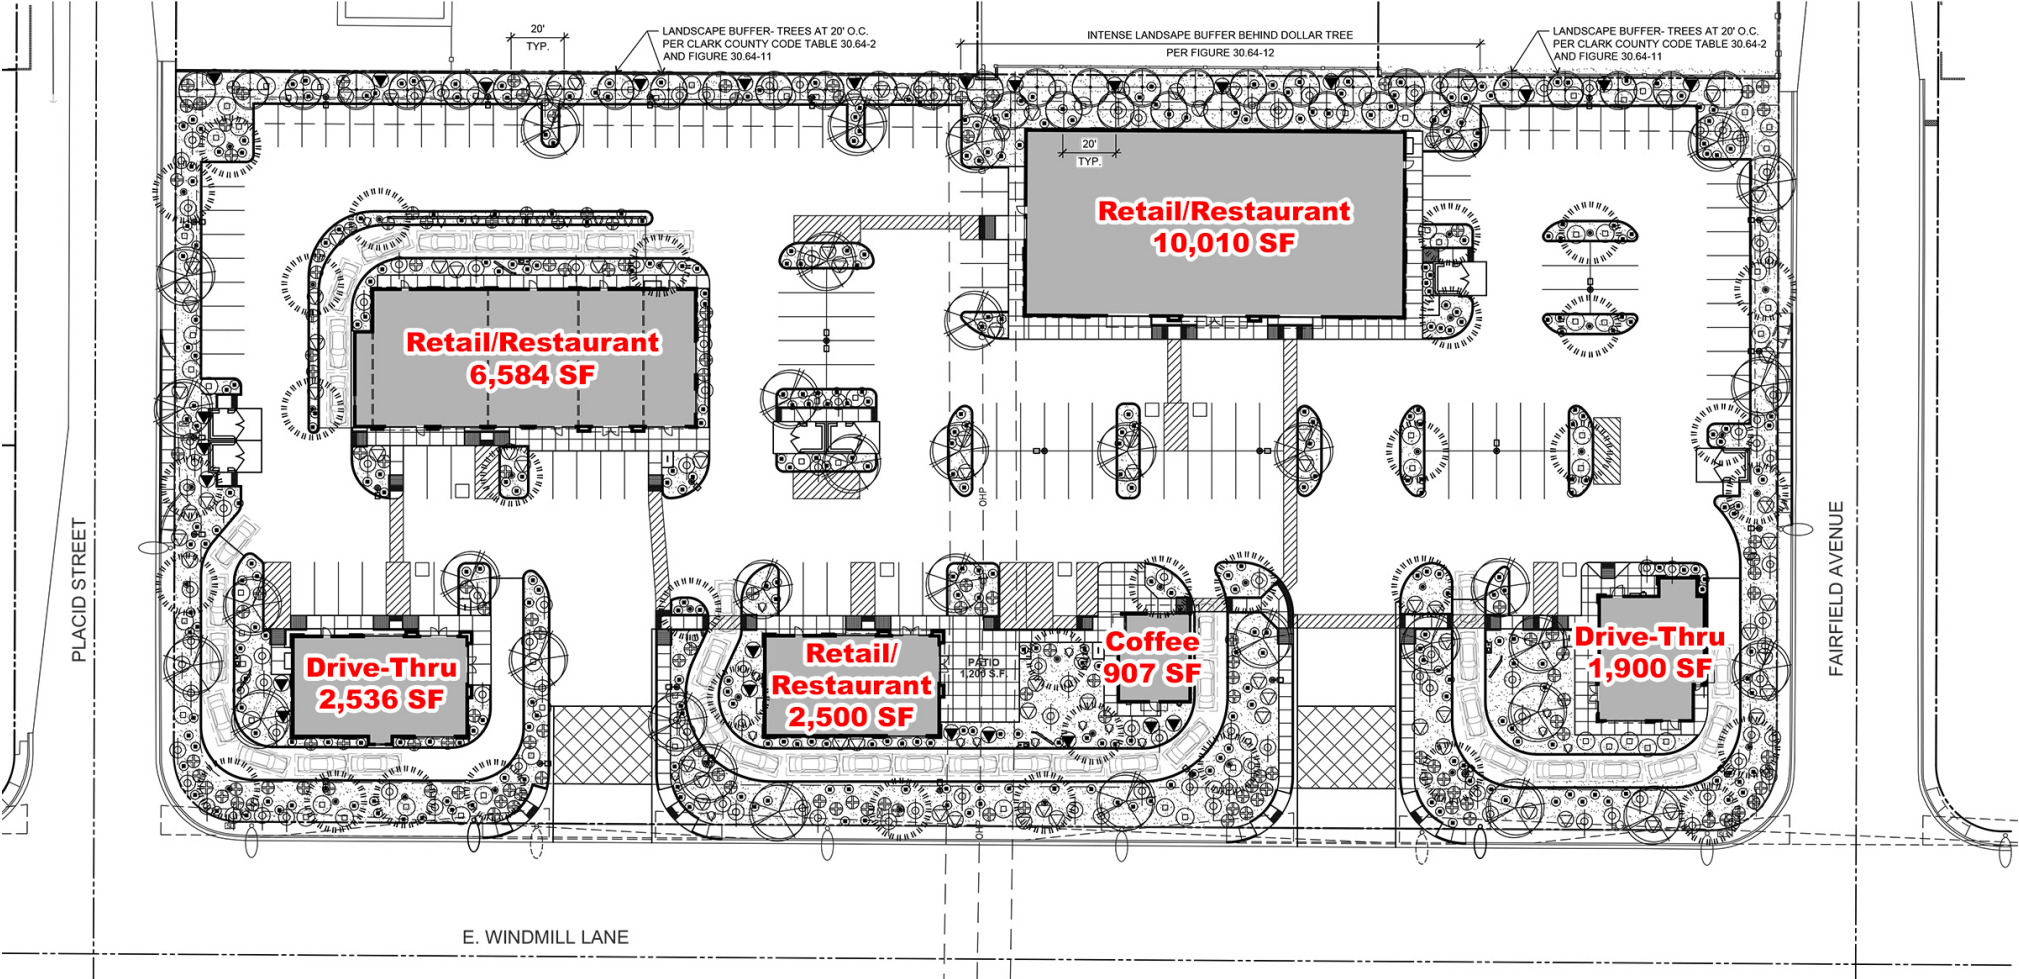 20'
TYP.
LANDSCAPE BUFFER- TREES AT 20' O.C.
PER CLARK COUNTY CODE TABLE 30.64-2
AND FIGURE 30.64-11
INTENSE LANDSAPE BUFFER BEHIND DOLLAR TREE
PER FIGURE 30.64-12
LANDSCAPE BUFFER- TREES AT 20' O.C.
PER CLARK COUNTY CODE TABLE 30.64-2
AND FIGURE 30.64-11
20'
TYP.
Retail/Restaurant
10,010 SF
Retail/Restaurant
6,584 SF
OHP
PLACID STREET
FAIRFIELD AVENUE
Drive-Thru
2,536 SF
Retail/
Restaurant
2,500 SF
PATIO
1,200 S.F.
Coffee
907 SF
Drive-Thru
1,900 SF
E. WINDMILL LANE